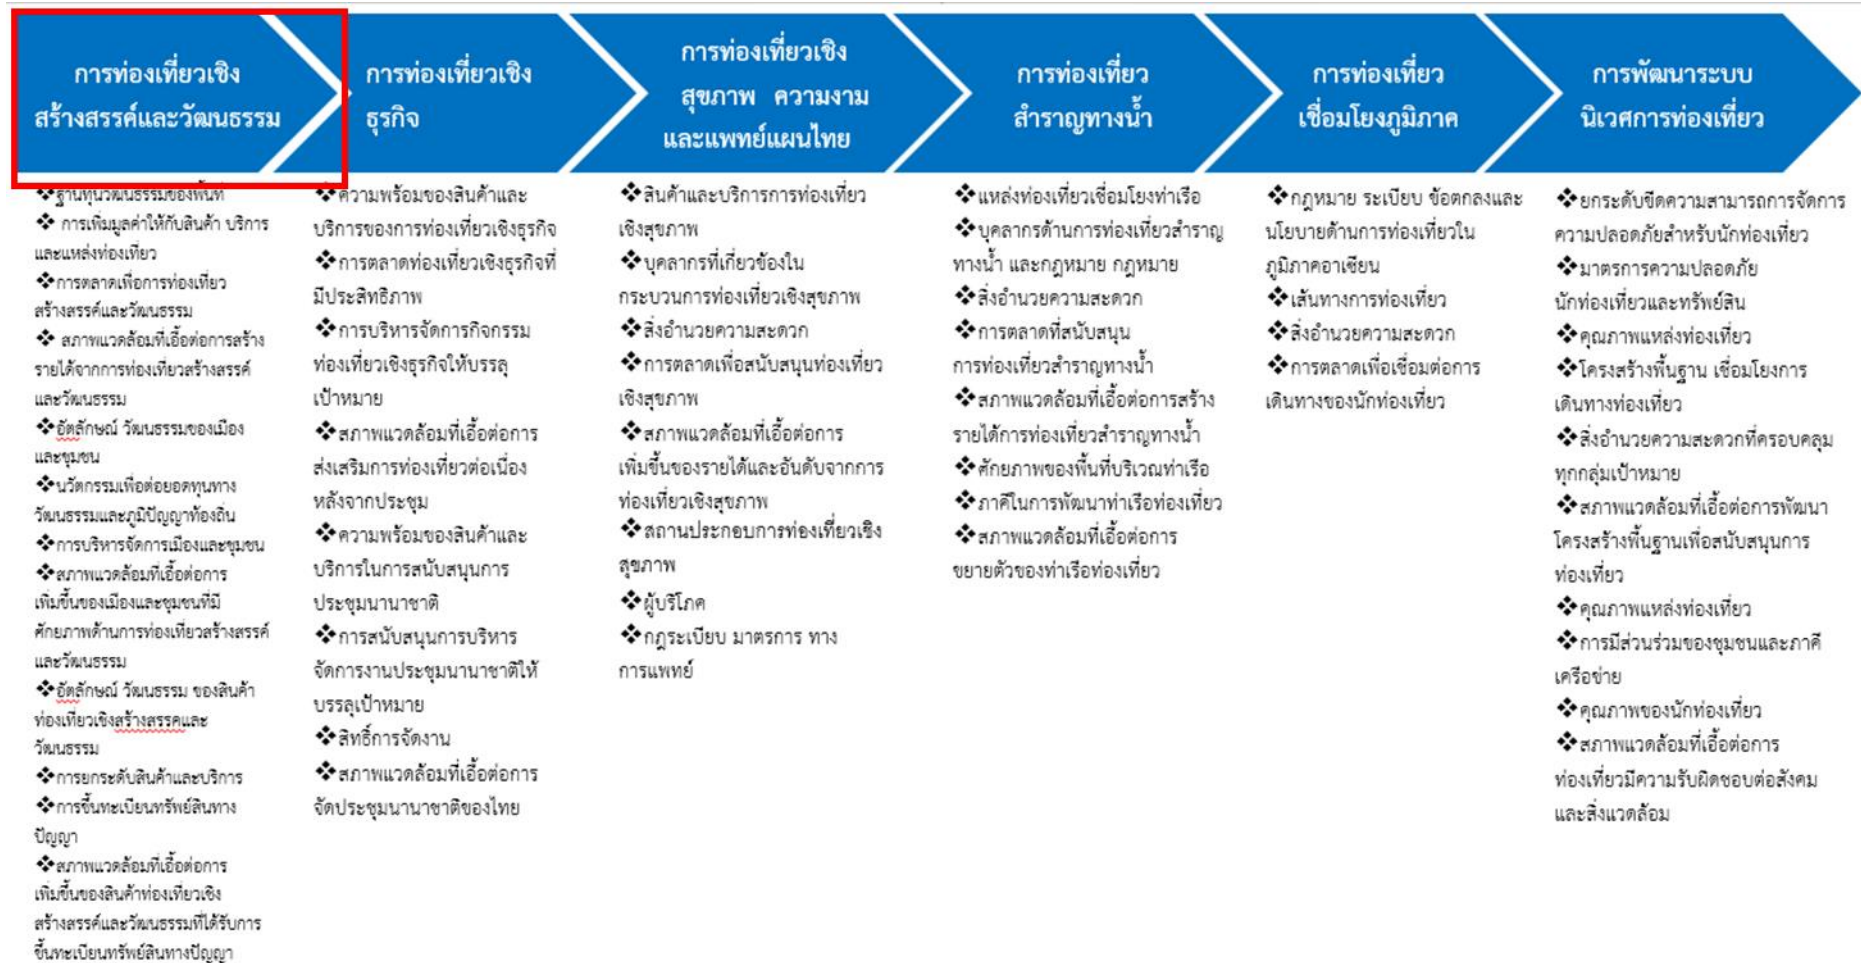 การท่องเที่ยวเชิง
สร้างสรรค์และวัฒนธรรม
การท่องเที่ยวเชิง
ธุรกิจ
การท่องเที่ยวเชิง
สุขภาพ ความงาม
และแพทย์แผนไทย
การท่องเที่ยว
สำราญทางน้ำ
การท่องเที่ยว
เชื่อมโยงภูมิภาค
การพัฒนาระบบ
นิเวศการท่องเที่ยว
❖ฐานทุนวัฒนธรรมของพื้นที่
❖ การเพิ่มมูลค่าให้กับสินค้า บริการ
และแหล่งท่องเที่ยว
❖การตลาดเพื่อการท่องเที่ยว
สร้างสรรค์และวัฒนธรรม
❖ สภาพแวดล้อมที่เอื้อต่อการสร้าง
รายได้จากการท่องเที่ยวสร้างสรรค์
และวัฒนธรรม
❖อัตลักษณ์ วัฒนธรรมของเมือง
และชุมชน
❖นวัตกรรมเพื่อต่อยอดทุนทาง
วัฒนธรรมและภูมิปัญญาท้องถิ่น
❖การบริหารจัดการเมืองและชุมชน
❖สภาพแวดล้อมที่เอื้อต่อการ
เพิ่มขึ้นของเมืองและชุมชนที่มี
ศักยภาพด้านการท่องเที่ยวสร้างสรรค์
และวัฒนธรรม
❖อัตลักษณ์ วัฒนธรรม ของสินค้า
ท่องเที่ยวเชิงสร้างสรรคและ
วัฒนธรรม
❖การยกระดับสินค้าและบริการ
❖การขึ้นทะเบียนทรัพย์สินทาง
ปัญญา
❖สภาพแวดล้อมที่เอื้อต่อการ
เพิ่มขึ้นของสินค้าท่องเที่ยวเชิง
สร้างสรรค์และวัฒนธรรมที่ได้รับการ
ขึ้นทะเบียนทรัพย์สินทางปัญญา
❖ความพร้อมของสินค้าและ
บริการของการท่องเที่ยวเชิงธุรกิจ
❖การตลาดท่องเที่ยวเชิงธุรกิจที่
มีประสิทธิภาพ
❖การบริหารจัดการกิจกรรม
ท่องเที่ยวเชิงธุรกิจให้บรรลุ
เป้าหมาย
❖สภาพแวดล้อมที่เอื้อต่อการ
ส่งเสริมการท่องเที่ยวต่อเนื่อง
หลังจากประชุม
❖ความพร้อมของสินค้าและ
บริการในการสนับสนุนการ
ประชุมนานาชาติ
❖การสนับสนุนการบริหาร
จัดการงานประชุมนานาชาติให้
บรรลุเป้าหมาย
❖สิทธิ์การจัดงาน
❖สภาพแวดล้อมที่เอื้อต่อการ
จัดประชุมนานาชาติของไทย
❖สินค้าและบริการการท่องเที่ยว
เชิงสุขภาพ
❖บุคลากรที่เกี่ยวข้องใน
กระบวนการท่องเที่ยวเชิงสุขภาพ
❖สิ่งอำนวยความสะดวก
❖การตลาดเพื่อสนับสนุนท่องเที่ยว
เชิงสุขภาพ
❖สภาพแวดล้อมที่เอื้อต่อการ
เพิ่มขึ้นของรายได้และอันดับจากการ
ท่องเที่ยวเชิงสุขภาพ
❖สถานประกอบการท่องเที่ยวเชิง
สุขภาพ
❖ผู้บริโภค
❖กฎระเบียบ มาตรการ ทาง
การแพทย์
❖แหล่งท่องเที่ยวเชื่อมโยงท่าเรือ
❖บุคลากรด้านการท่องเที่ยวสำราญ
ทางน้ำ และกฎหมาย กฎหมาย
❖สิ่งอำนวยความสะดวก
❖การตลาดที่สนับสนุน
การท่องเที่ยวสำราญทางน้ำ
❖สภาพแวดล้อมที่เอื้อต่อการสร้าง
รายได้การท่องเที่ยวสำราญทางน้ำ
❖ศักยภาพของพื้นที่บริเวณท่าเรือ
❖ภาคีในการพัฒนาท่าเรือท่องเที่ยว
❖สภาพแวดล้อมที่เอื้อต่อการ
ขยายตัวของท่าเรือท่องเที่ยว
❖กฎหมาย ระเบียบ ข้อตกลงและ
นโยบายด้านการท่องเที่ยวใน
ภูมิภาคอาเซียน
❖เส้นทางการท่องเที่ยว
❖สิ่งอำนวยความสะดวก
❖การตลาดเพื่อเชื่อมต่อการ
เดินทางของนักท่องเที่ยว
❖ยกระดับขีดความสามารถการจัดการ
ความปลอดภัยสำหรับนักท่องเที่ยว
❖มาตรการความปลอดภัย
นักท่องเที่ยวและทรัพย์สิน
❖คุณภาพแหล่งท่องเที่ยว
❖โครงสร้างพื้นฐาน เชื่อมโยงการ
เดินทางท่องเที่ยว
❖สิ่งอำนวยความสะดวกที่ครอบคลุม
ทุกกลุ่มเป้าหมาย
❖สภาพแวดล้อมที่เอื้อต่อการพัฒนา
โครงสร้างพื้นฐานเพื่อสนับสนุนการ
ท่องเที่ยว
❖คุณภาพแหล่งท่องเที่ยว
❖การมีส่วนร่วมของชุมชนและภาคี
เครือข่าย
❖คุณภาพของนักท่องเที่ยว
❖สภาพแวดล้อมที่เอื้อต่อการ
ท่องเที่ยวมีความรับผิดชอบต่อสังคม
และสิ่งแวดล้อม